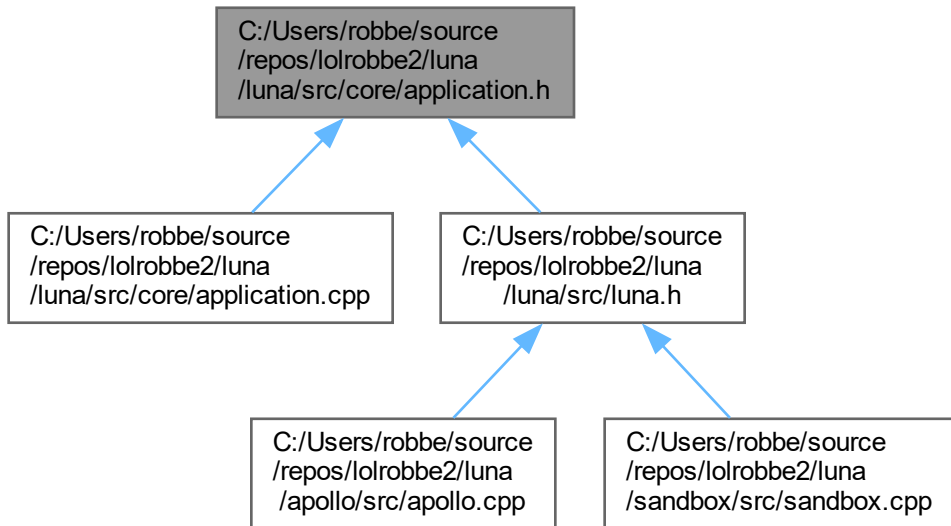 C:/Users/robbe/source
/repos/lolrobbe2/luna
/luna/src/core/application.h
C:/Users/robbe/source
/repos/lolrobbe2/luna
/luna/src/core/application.cpp
C:/Users/robbe/source
/repos/lolrobbe2/luna
/luna/src/luna.h
C:/Users/robbe/source
/repos/lolrobbe2/luna
/apollo/src/apollo.cpp
C:/Users/robbe/source
/repos/lolrobbe2/luna
/sandbox/src/sandbox.cpp